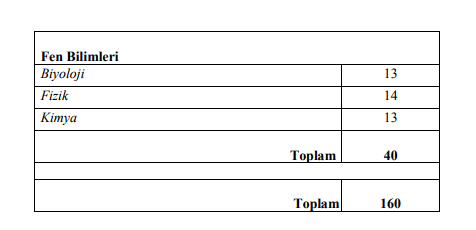 Fen Bilimleri
Biyoloji 13
Fizik 14
Kimya 13
Toplam 40
Toplam 160